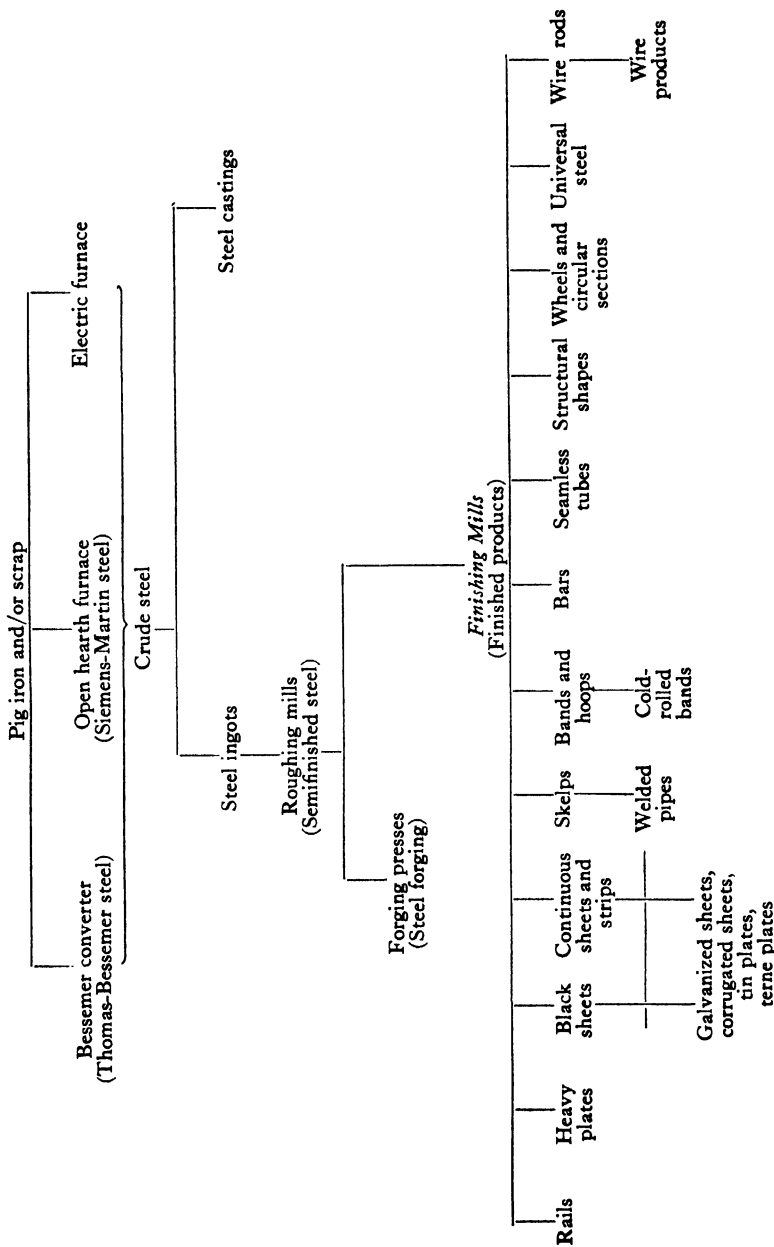 Pig iron and/or scrap
Bessemer converter
(Thomas-Bessemer steel)
Open hearth furnace
(Siemens-Martin steel)
Electric furnace
Crude steel
Steel ingots
Steel castings
Roughing mills
(Semifinished steel)
Forging presses
(Steel forging)
Finishing Mills
(Finished products)
Rails
Heavy
plates
Black
sheets
Continuous
sheets and
strips
Skelps
Bands and
hoops
Bars
Seamless
tubes
Structural
shapes
Wheels and
circular
sections
Universal
steel
Wire rods
Galvanized sheets,
corrugated sheets,
tin plates,
terne plates
Welded
pipes
Cold-
rolled
bands
Wire
products